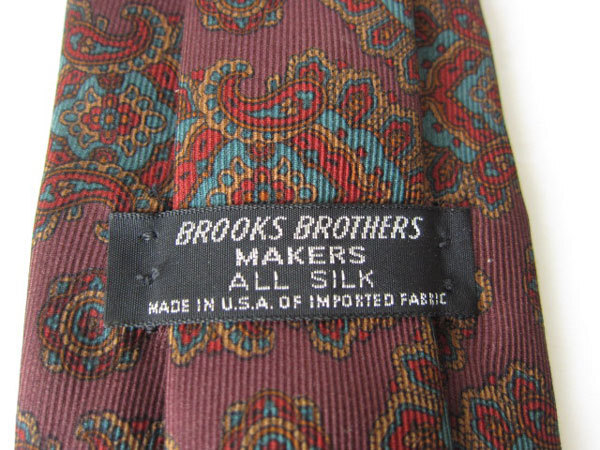 BROOKS BROTHERS
MAKERS
ALL SILK
MADE IN U.S.A. OF IMPORTED FABRIC